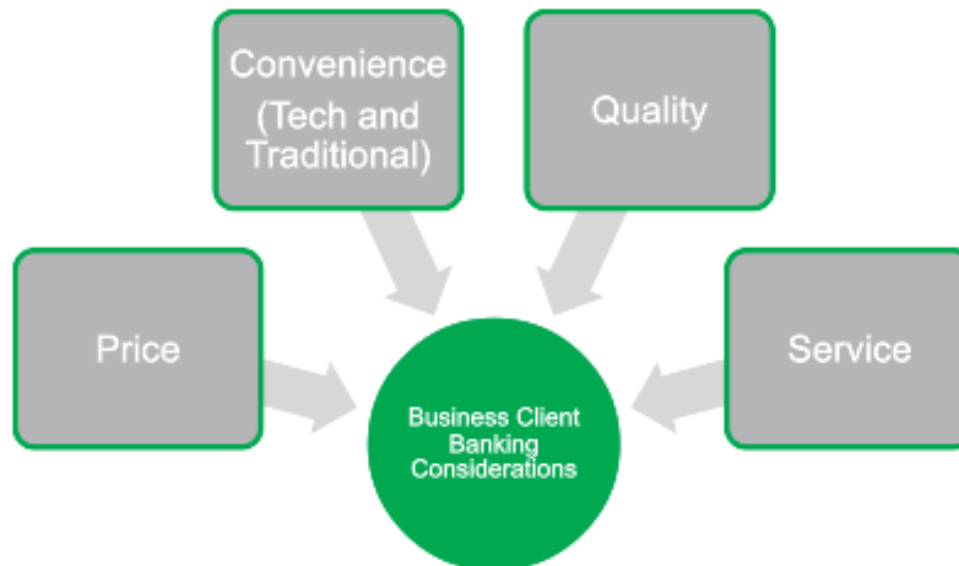 Convenience
(Tech and
Traditional)
Quality
Price
Service
Business Client
Banking
Considerations